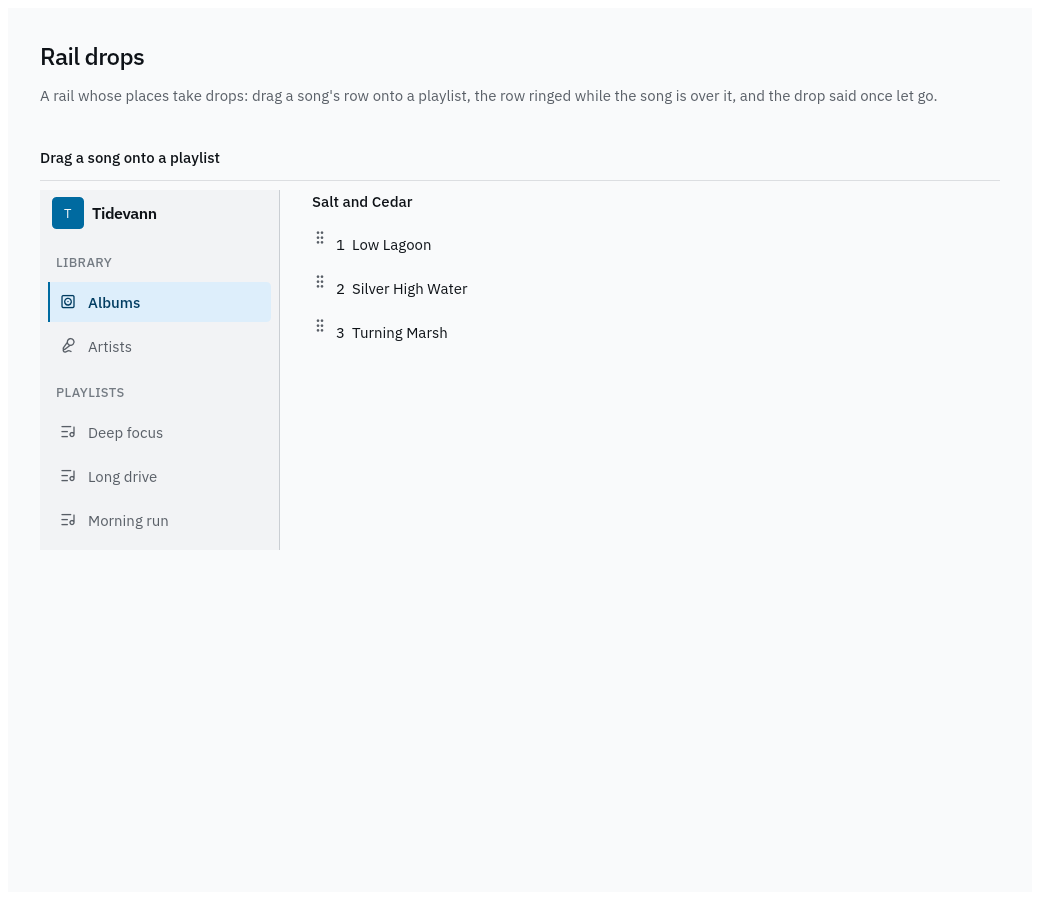 Rail drops
A rail whose places take drops: drag a song's row onto a playlist, the row ringed while the song is over it, and the drop said once let go.
Drag a song onto a playlist
T Tidevann
LIBRARY
Albums
Artists
PLAYLISTS
Deep focus
Long drive
Morning run
Salt and Cedar
1 Low Lagoon
2 Silver High Water
3 Turning Marsh